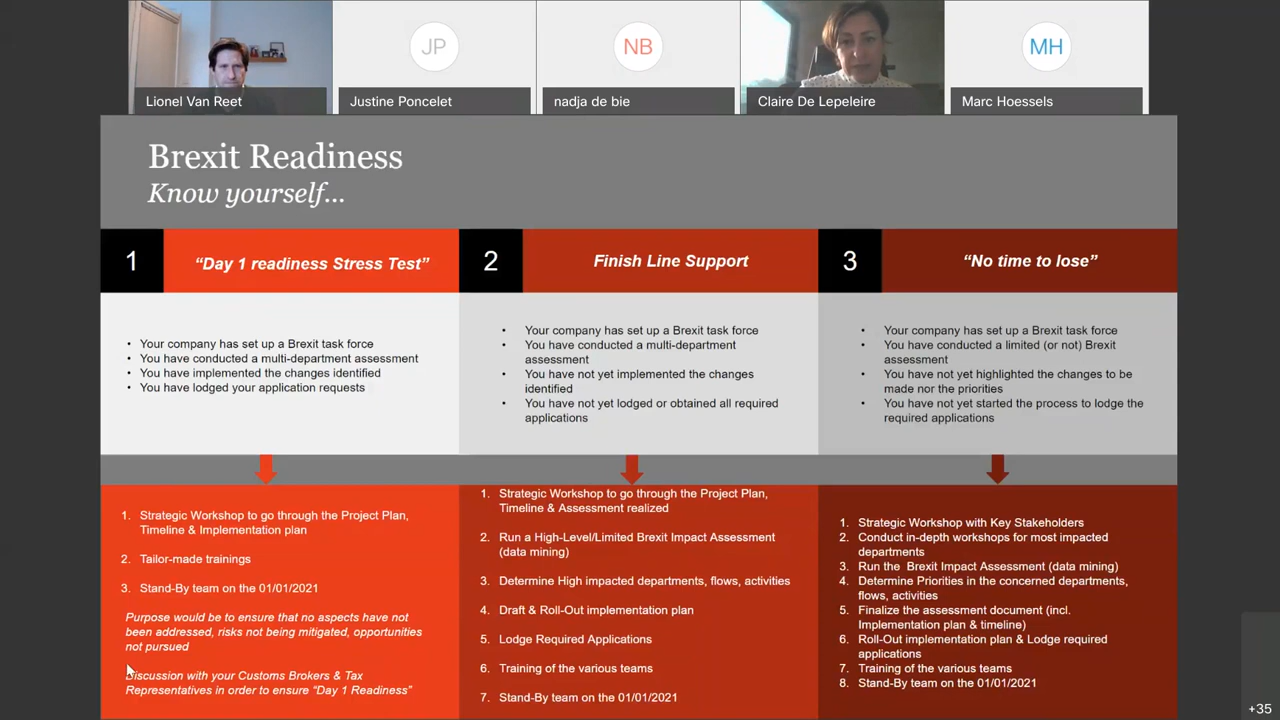 JP
NB
MH
Lionel Van Reet
Justine Poncelet
nadja de bie
Claire De Lepeleire
Marc Hoessels
Brexit Readiness
Know yourself...
1
“Day 1 readiness Stress Test”
2
Finish Line Support
3
“No time to lose”
• Your company has set up a Brexit task force
• You have conducted a multi-department assessment
• You have implemented the changes identified
• You have lodged your application requests
• Your company has set up a Brexit task force
• You have conducted a multi-department
assessment
• You have not yet implemented the changes
identified
• You have not yet lodged or obtained all required
applications
• Your company has set up a Brexit task force
• You have conducted a limited (or not) Brexit
assessment
• You have not yet highlighted the changes to be
made nor the priorities
• You have not yet started the process to lodge the
required applications
1. Strategic Workshop to go through the Project Plan,
Timeline & Implementation plan
2. Tailor-made trainings
3. Stand-By team on the 01/01/2021
Purpose would be to ensure that no aspects have not
been addressed, risks not being mitigated, opportunities
not pursued
Discussion with your Customs Brokers & Tax
Representatives in order to ensure “Day 1 Readiness”
1. Strategic Workshop to go through the Project Plan,
Timeline & Assessment realized
2. Run a High-Level/Limited Brexit Impact Assessment
(data mining)
3. Determine High impacted departments, flows, activities
4. Draft & Roll-Out implementation plan
5. Lodge Required Applications
6. Training of the various teams
7. Stand-By team on the 01/01/2021
1. Strategic Workshop with Key Stakeholders
2. Conduct in-depth workshops for most impacted
departments
3. Run the Brexit Impact Assessment (data mining)
4. Determine Priorities in the concerned departments,
flows, activities
5. Finalize the assessment document (incl.
Implementation plan & timeline)
6. Roll-Out implementation plan & Lodge required
applications
7. Training of the various teams
8. Stand-By team on the 01/01/2021
+35